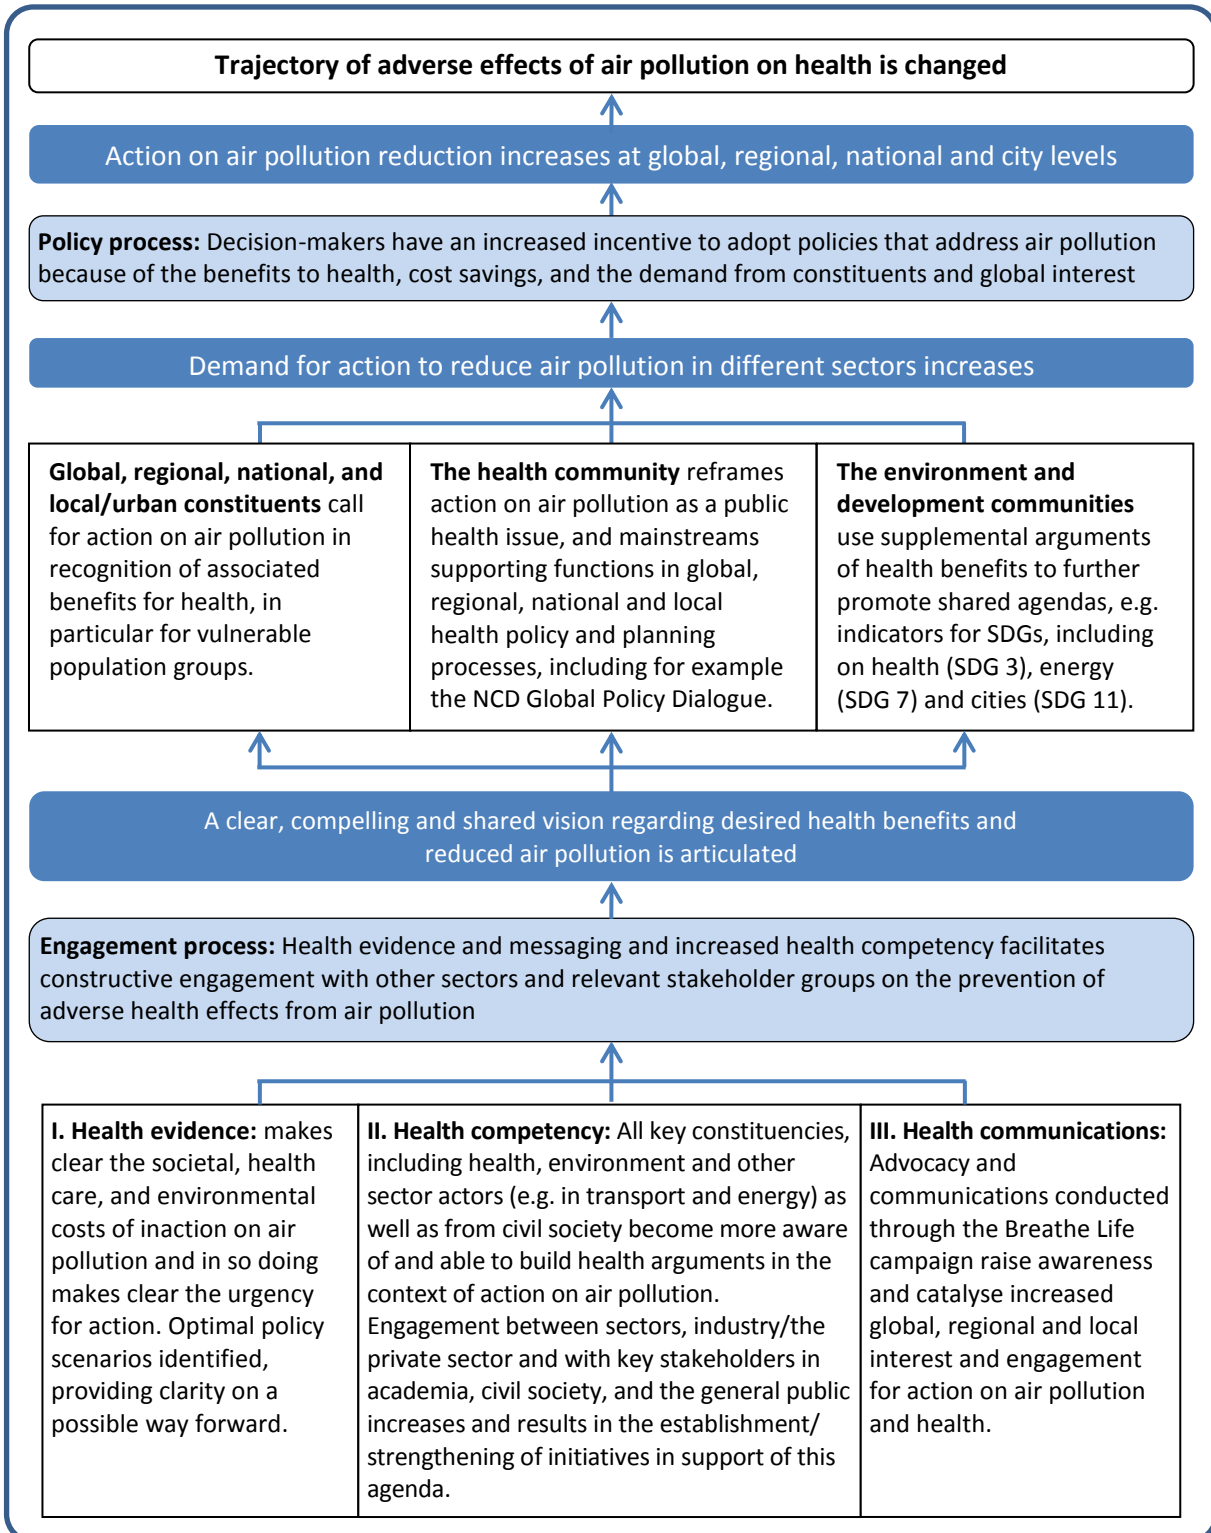 Trajectory of adverse effects of air pollution on health is changed
Action on air pollution reduction increases at global, regional, national and city levels
Policy process: Decision-makers have an increased incentive to adopt policies that address air pollution
because of the benefits to health, cost savings, and the demand from constituents and global interest
Demand for action to reduce air pollution in different sectors increases
Global, regional, national, and
local/urban constituents call
for action on air pollution in
recognition of associated
benefits for health, in
particular for vulnerable
population groups.
The health community reframes
action on air pollution as a public
health issue, and mainstreams
supporting functions in global,
regional, national and local
health policy and planning
processes, including for example
the NCD Global Policy Dialogue.
The environment and
development communities
use supplemental arguments
of health benefits to further
promote shared agendas, e.g.
indicators for SDGs, including
on health (SDG 3), energy
(SDG 7) and cities (SDG 11).
A clear, compelling and shared vision regarding desired health benefits and
reduced air pollution is articulated
Engagement process: Health evidence and messaging and increased health competency facilitates
constructive engagement with other sectors and relevant stakeholder groups on the prevention of
adverse health effects from air pollution
I. Health evidence: makes
clear the societal, health
care, and environmental
costs of inaction on air
pollution and in so doing
makes clear the urgency
for action. Optimal policy
scenarios identified,
providing clarity on a
possible way forward.
II. Health competency: All key constituencies,
including health, environment and other
sector actors (e.g. in transport and energy) as
well as from civil society become more aware
of and able to build health arguments in the
context of action on air pollution.
Engagement between sectors, industry/the
private sector and with key stakeholders in
academia, civil society, and the general public
increases and results in the establishment/
strengthening of initiatives in support of this
agenda.
III. Health communications:
Advocacy and
communications conducted
through the Breathe Life
campaign raise awareness
and catalyse increased
global, regional and local
interest and engagement
for action on air pollution
and health.